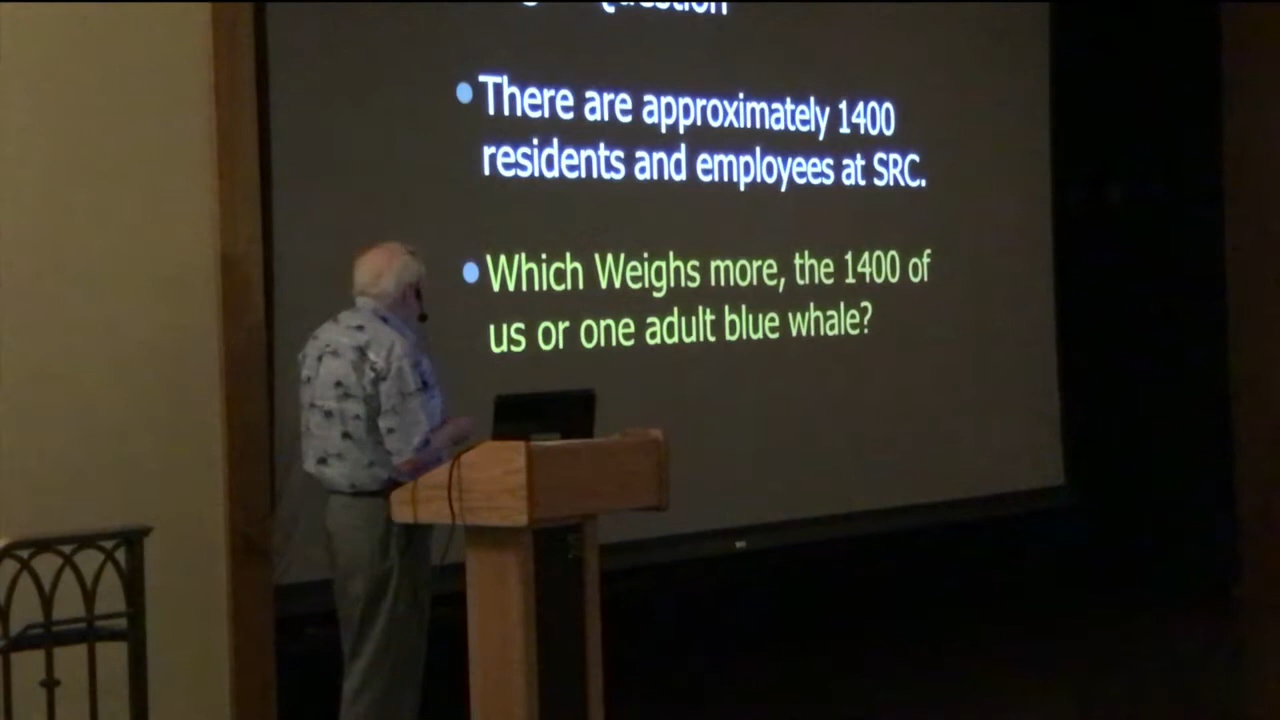 Question
• There are approximately 1400
residents and employees at SRC.
• Which Weighs more, the 1400 of
us or one adult blue whale?